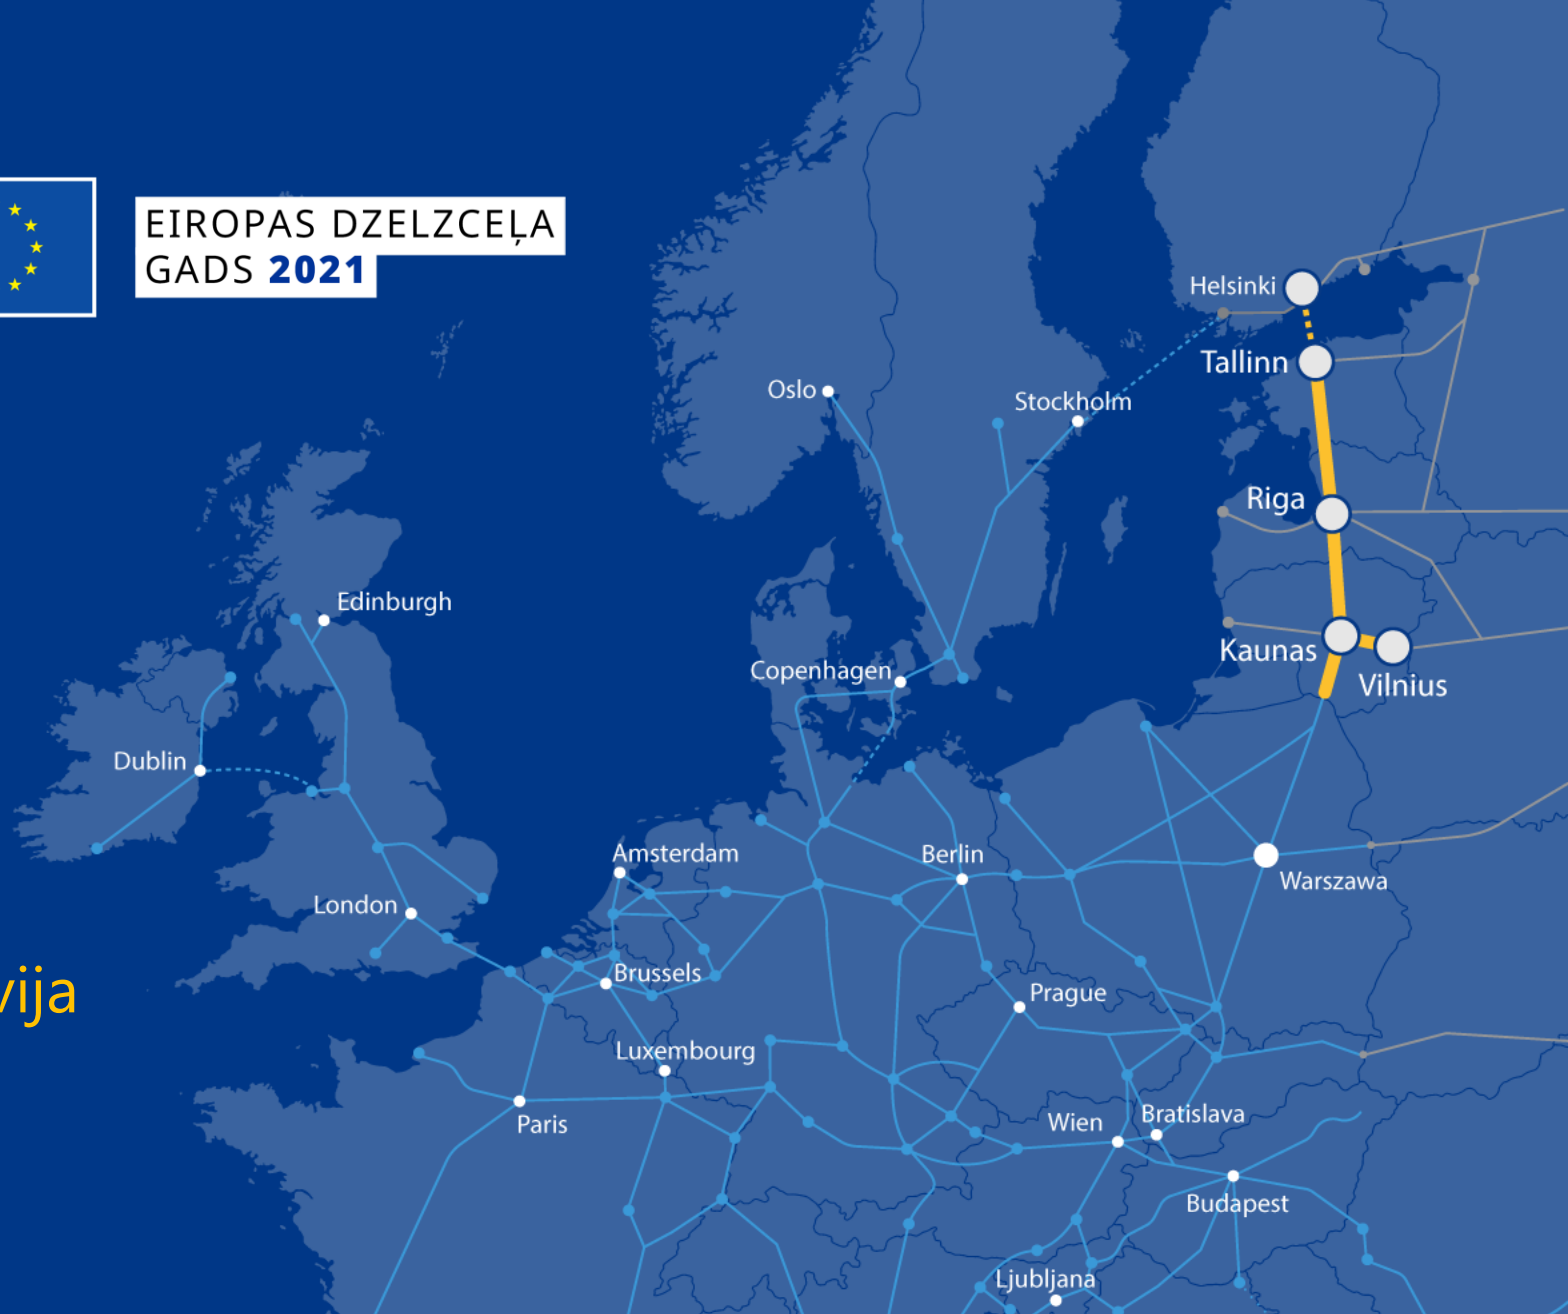 EIROPAS DZELZCEĻA
GADS 2021
Helsinki
Tallinn
Oslo
Stockholm
Riga
Edinburgh
Kaunas
Copenhagen
Vilnius
Dublin
Amsterdam
Berlin
Warszawa
London
Brussels
vija
Prague
Luxembourg
Paris
Wien
Bratislava
Budapest
Ljubljana